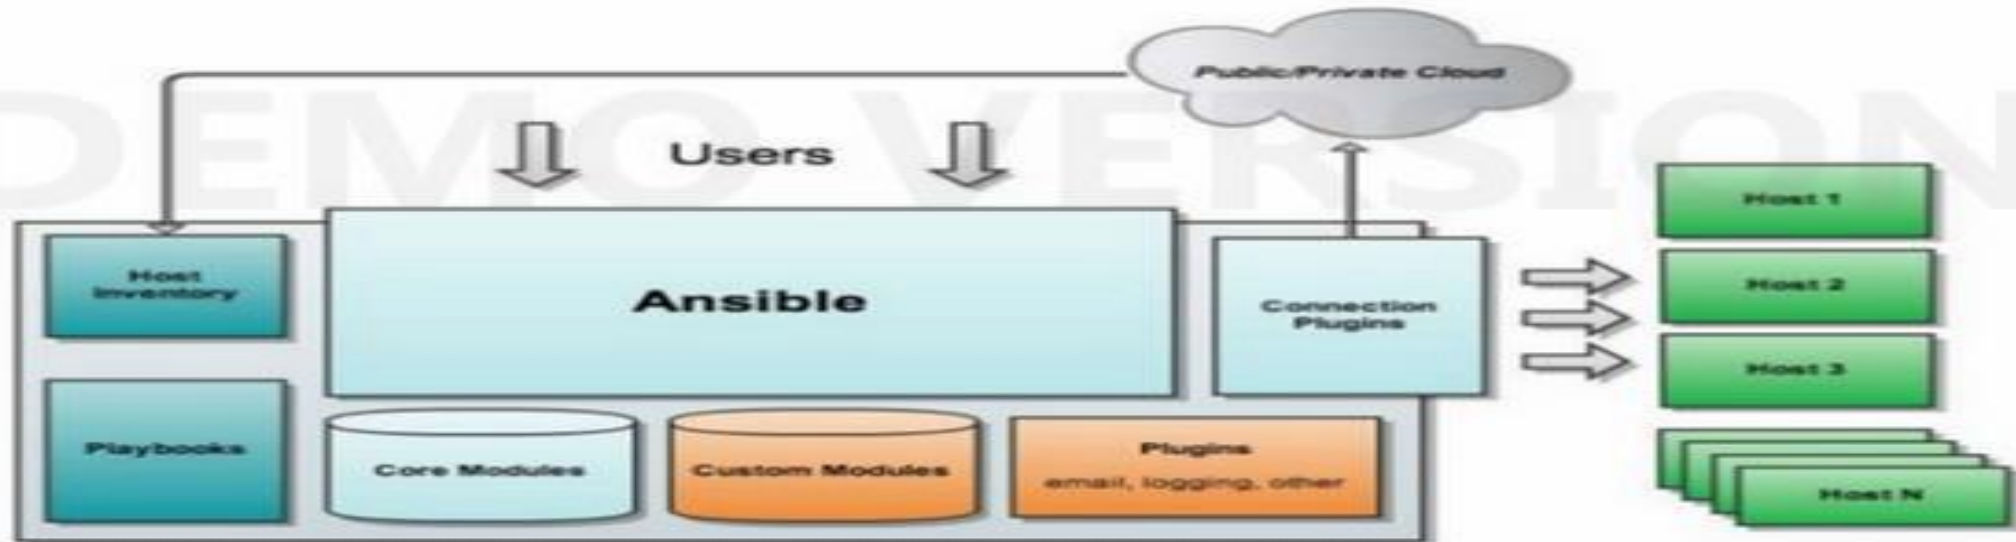 DEMO VERSION
Public/Private Cloud
Users
Host
Inventory
Ansible
Connection
Plugins
Host 1
Host 2
Host 3
Host N
Playbooks
Core Modules
Custom Modules
Plugins
email, logging, other